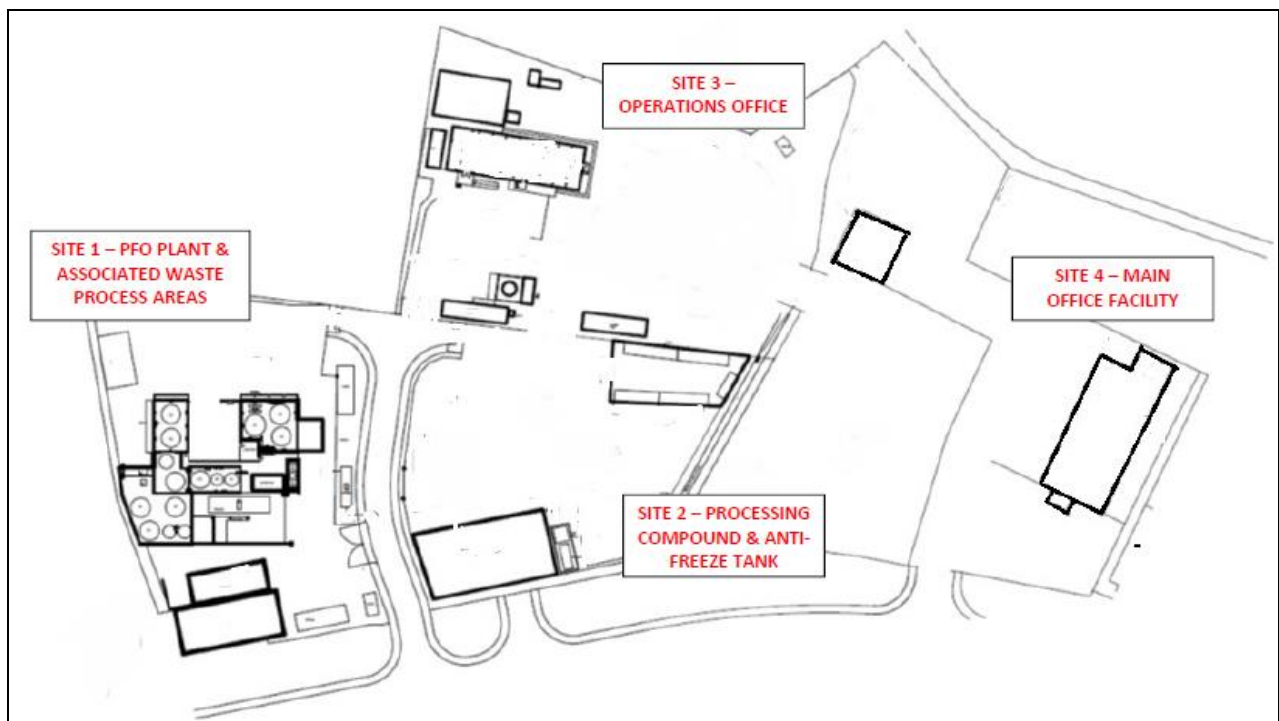 SITE 3 –
OPERATIONS OFFICE
SITE 1 – PFO PLANT &
ASSOCIATED WASTE
PROCESS AREAS
SITE 4 – MAIN
OFFICE FACILITY
SITE 2 – PROCESSING
COMPOUND & ANTI-
FREEZE TANK